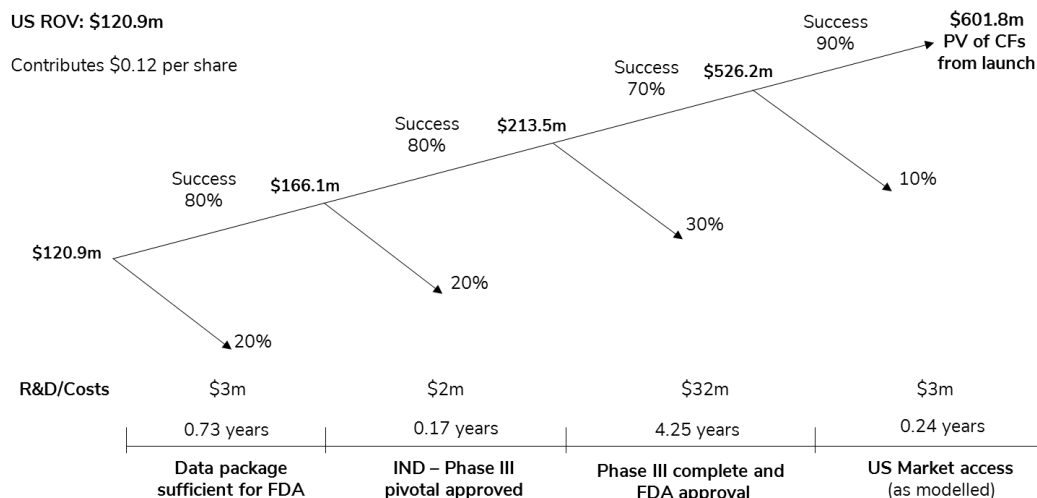 US ROV: $120.9m
Contributes $0.12 per share
Success
90%
$601.8m
PV of CFs
from launch
Success
70%
$526.2m
Success
80%
$213.5m
Success
80%
$166.1m
$120.9m
10%
30%
20%
20%
R&D/Costs $3m $2m $32m $3m
0.73 years 0.17 years 4.25 years 0.24 years
Data package
sufficient for FDA
IND – Phase III
pivotal approved
Phase III complete and
FDA approval
US Market access
(as modelled)